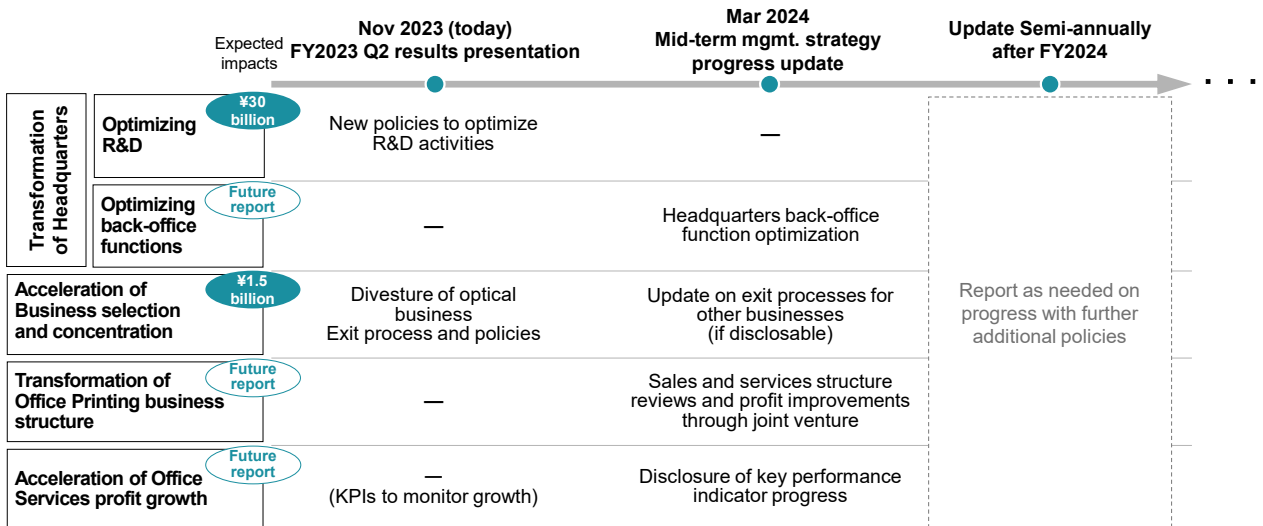 Expected
impacts
Nov 2023 (today)
FY2023 Q2 results presentation
Mar 2024
Mid-term mgmt. strategy
progress update
Update Semi-annually
after FY2024
. . .
Transformation
of Headquarters
Optimizing
R&D
¥30
billion
New policies to optimize
R&D activities
—
Optimizing
back-office
functions
Future
report
—
Headquarters back-office
function optimization
Acceleration of
Business selection
and concentration
¥1.5
billion
Divesture of optical
business
Exit process and policies
Update on exit processes for
other businesses
(if disclosable)
Report as needed on
progress with further
additional policies
Transformation of
Office Printing business
structure
Future
report
—
Sales and services structure
reviews and profit improvements
through joint venture
Acceleration of Office
Services profit growth
Future
report
—
(KPIs to monitor growth)
Disclosure of key performance
indicator progress